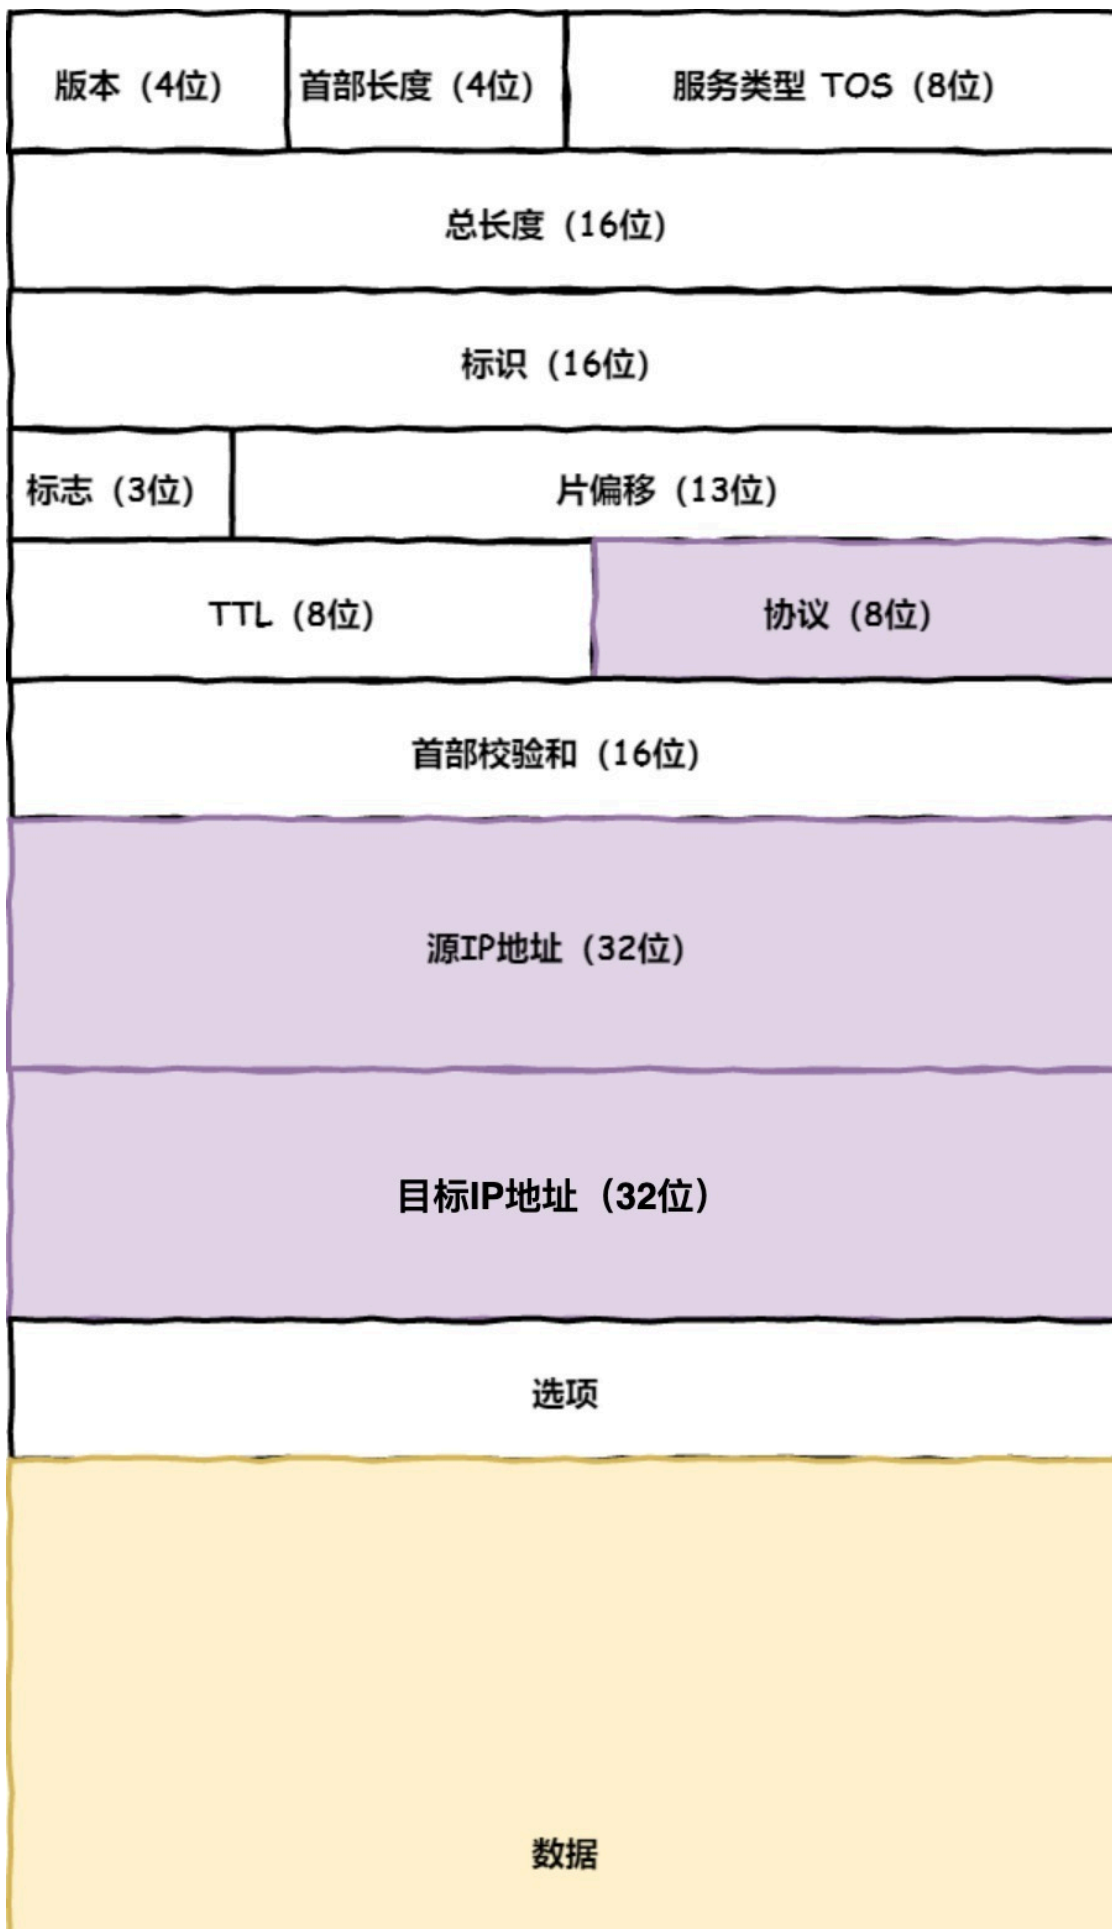 版本（4位） 首部长度（4位） 服务类型 TOS（8位）
总长度（16位）
标识（16位）
标志（3位） 片偏移（13位）
TTL（8位） 协议（8位）
首部校验和（16位）
源IP地址（32位）
目标IP地址（32位）
选项
数据